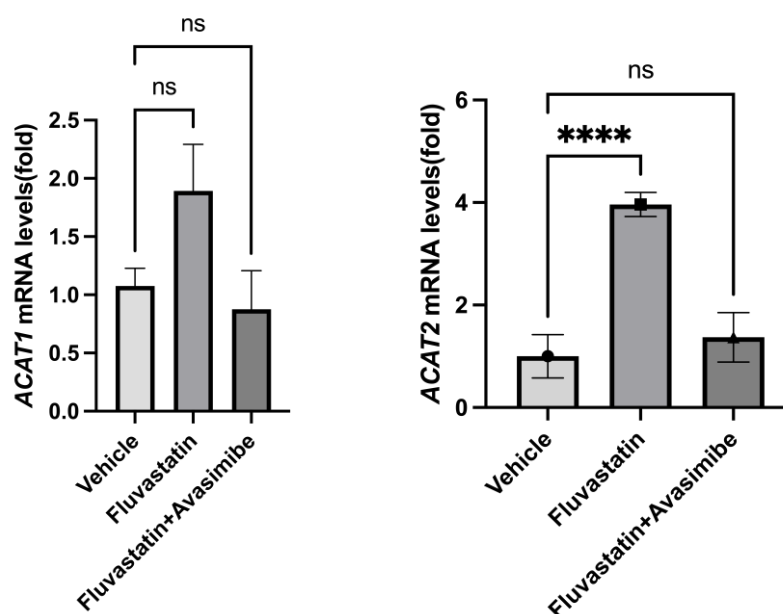 ns
ns
ACAT1 mRNA levels(fold)
2.5
2.0
1.5
1.0
0.5
0.0
Vehicle
Fluvastatin
Fluvastatin+Avasimibe
ns
****
ACAT2 mRNA levels(fold)
6
4
2
0
Vehicle
Fluvastatin
Fluvastatin+Avasimibe